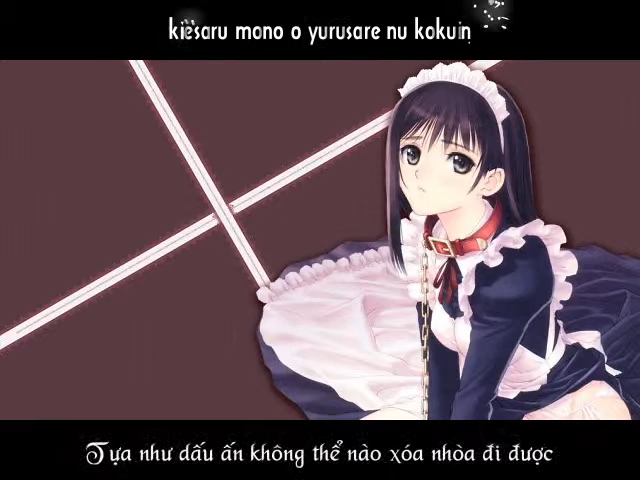 kiesaru mono o yurusare nu kokuin
Tựa như dấu ấn không thể nào xóa nhòa đi được